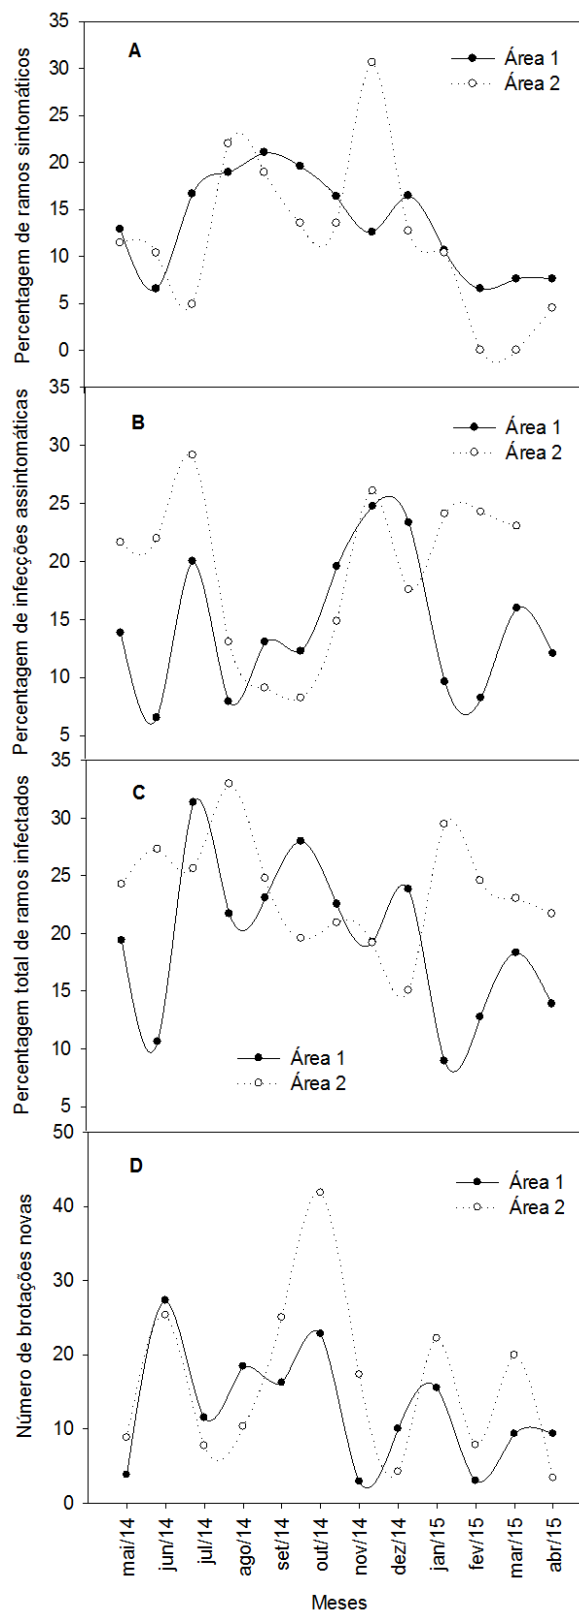 A
Área 1
Área 2
Percentagem de ramos sintomáticos
35
30
25
20
15
10
5
0
B
Área 1
Área 2
Percentagem de infecções assintomáticas
35
30
25
20
15
10
5
C
Área 1
Área 2
Percentagem total de ramos infectados
35
30
25
20
15
10
5
D
Área 1
Área 2
Número de brotações novas
50
40
30
20
10
0
mai/14
jun/14
jul/14
ago/14
set/14
out/14
nov/14
dez/14
jan/15
fev/15
mar/15
abr/15
Meses